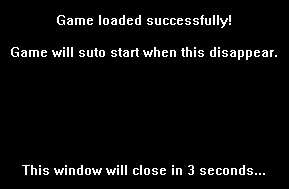 Game loaded successfully!
Game will suto start when this disappear.
This window will close in 3 seconds...